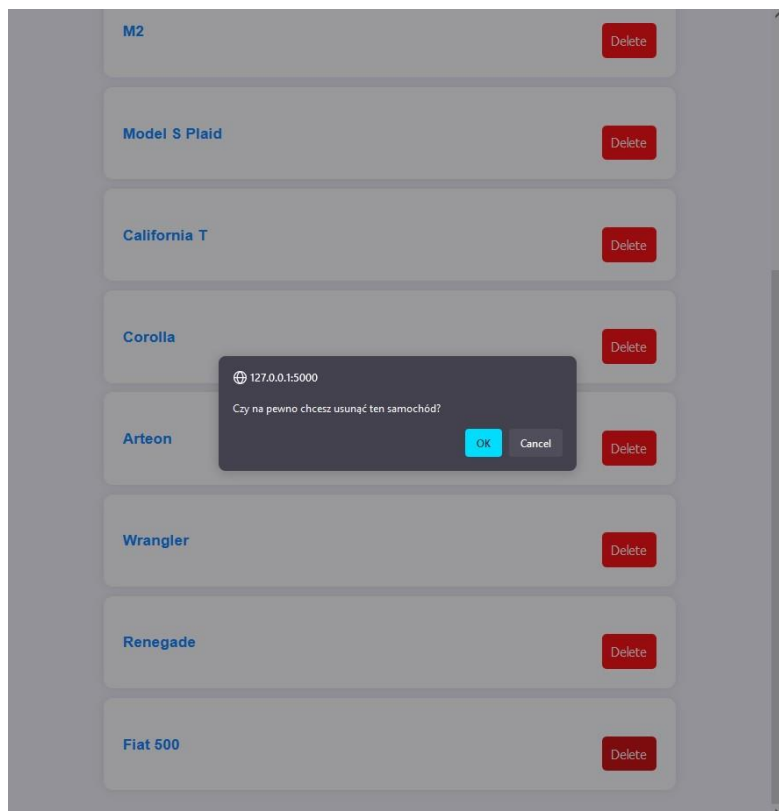 M2
Delete
Model S Plaid
Delete
California T
Delete
Corolla
Delete
127.0.0.1:5000
Czy na pewno chcesz usunąć ten samochód?
OK Cancel
Arteon
Delete
Wrangler
Delete
Renegade
Delete
Fiat 500
Delete